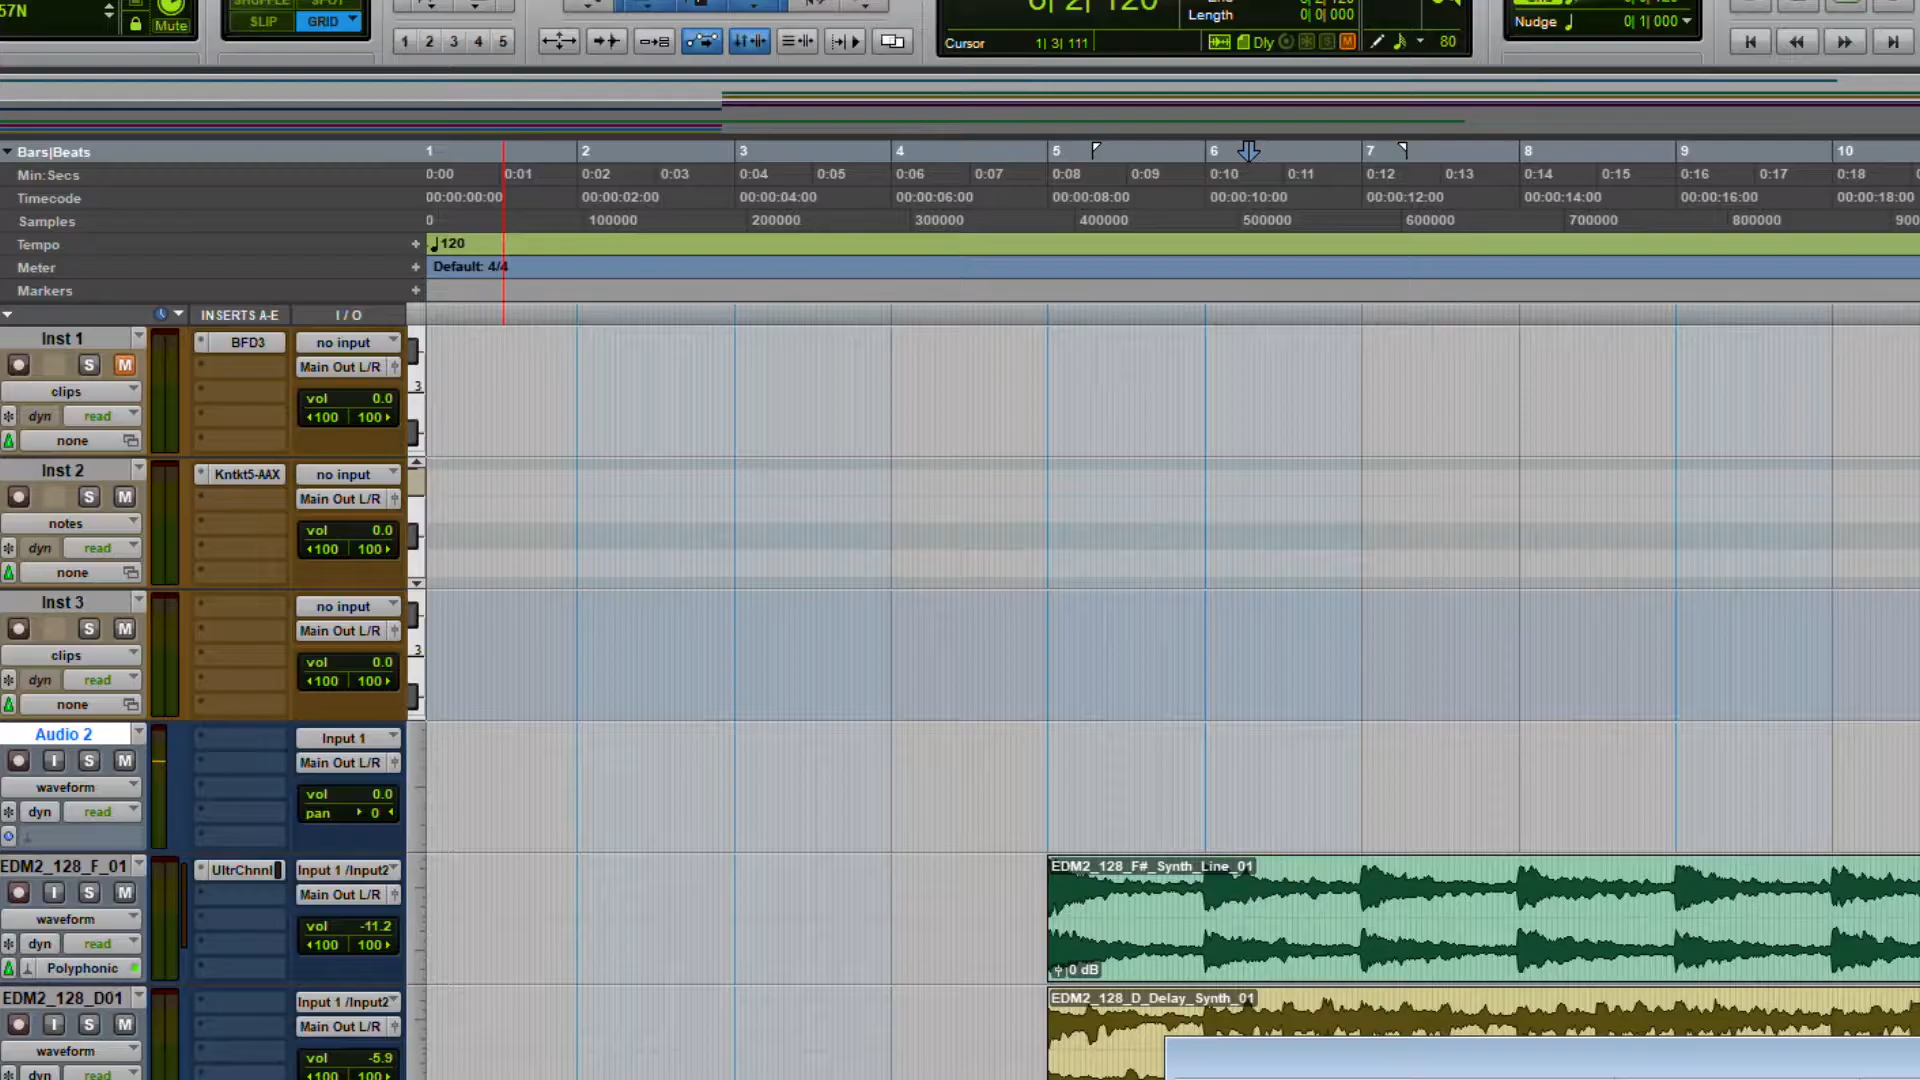 57N
Mute
SHUFFLE SPOT
SLIP GRID
1 2 3 4 5
6| 2| 120
Length 0| 0| 000
Cursor 1| 3| 111
Dly
M
80
Nudge 0| 1| 000
Bars|Beats 1 2 3 4 5 6 7 8 9 10
Min:Secs 0:00 0:01 0:02 0:03 0:04 0:05 0:06 0:07 0:08 0:09 0:10 0:11 0:12 0:13 0:14 0:15 0:16 0:17 0:18
Timecode 00:00:00:00 00:00:02:00 00:00:04:00 00:00:06:00 00:00:08:00 00:00:10:00 00:00:12:00 00:00:14:00 00:00:16:00 00:00:18:00
Samples 0 100000 200000 300000 400000 500000 600000 700000 800000 900
Tempo + 120
Meter + Default: 4/4
Markers +
INSERTS A-E I / O
Inst 1 BFD3 no input
S M Main Out L/R
clips 3
vol 0.0
dyn read 100 100
none
Inst 2 Kntkt5-AAX no input
S M Main Out L/R
notes
vol 0.0
dyn read 100 100
none
Inst 3 no input
S M Main Out L/R
clips 3
vol 0.0
dyn read 100 100
none
Audio 2 Input 1
I S M Main Out L/R
waveform
vol 0.0
dyn read pan 0
EDM2_128_F_01 UltrChnnl Input 1 /Input2 EDM2_128_F#_Synth_Line_01
I S M Main Out L/R
waveform
vol -11.2
dyn read 100 100
Polyphonic 0 dB
EDM2_128_D01 Input 1 /Input2 EDM2_128_D_Delay_Synth_01
I S M Main Out L/R
waveform
vol -5.9
dyn read 100 100